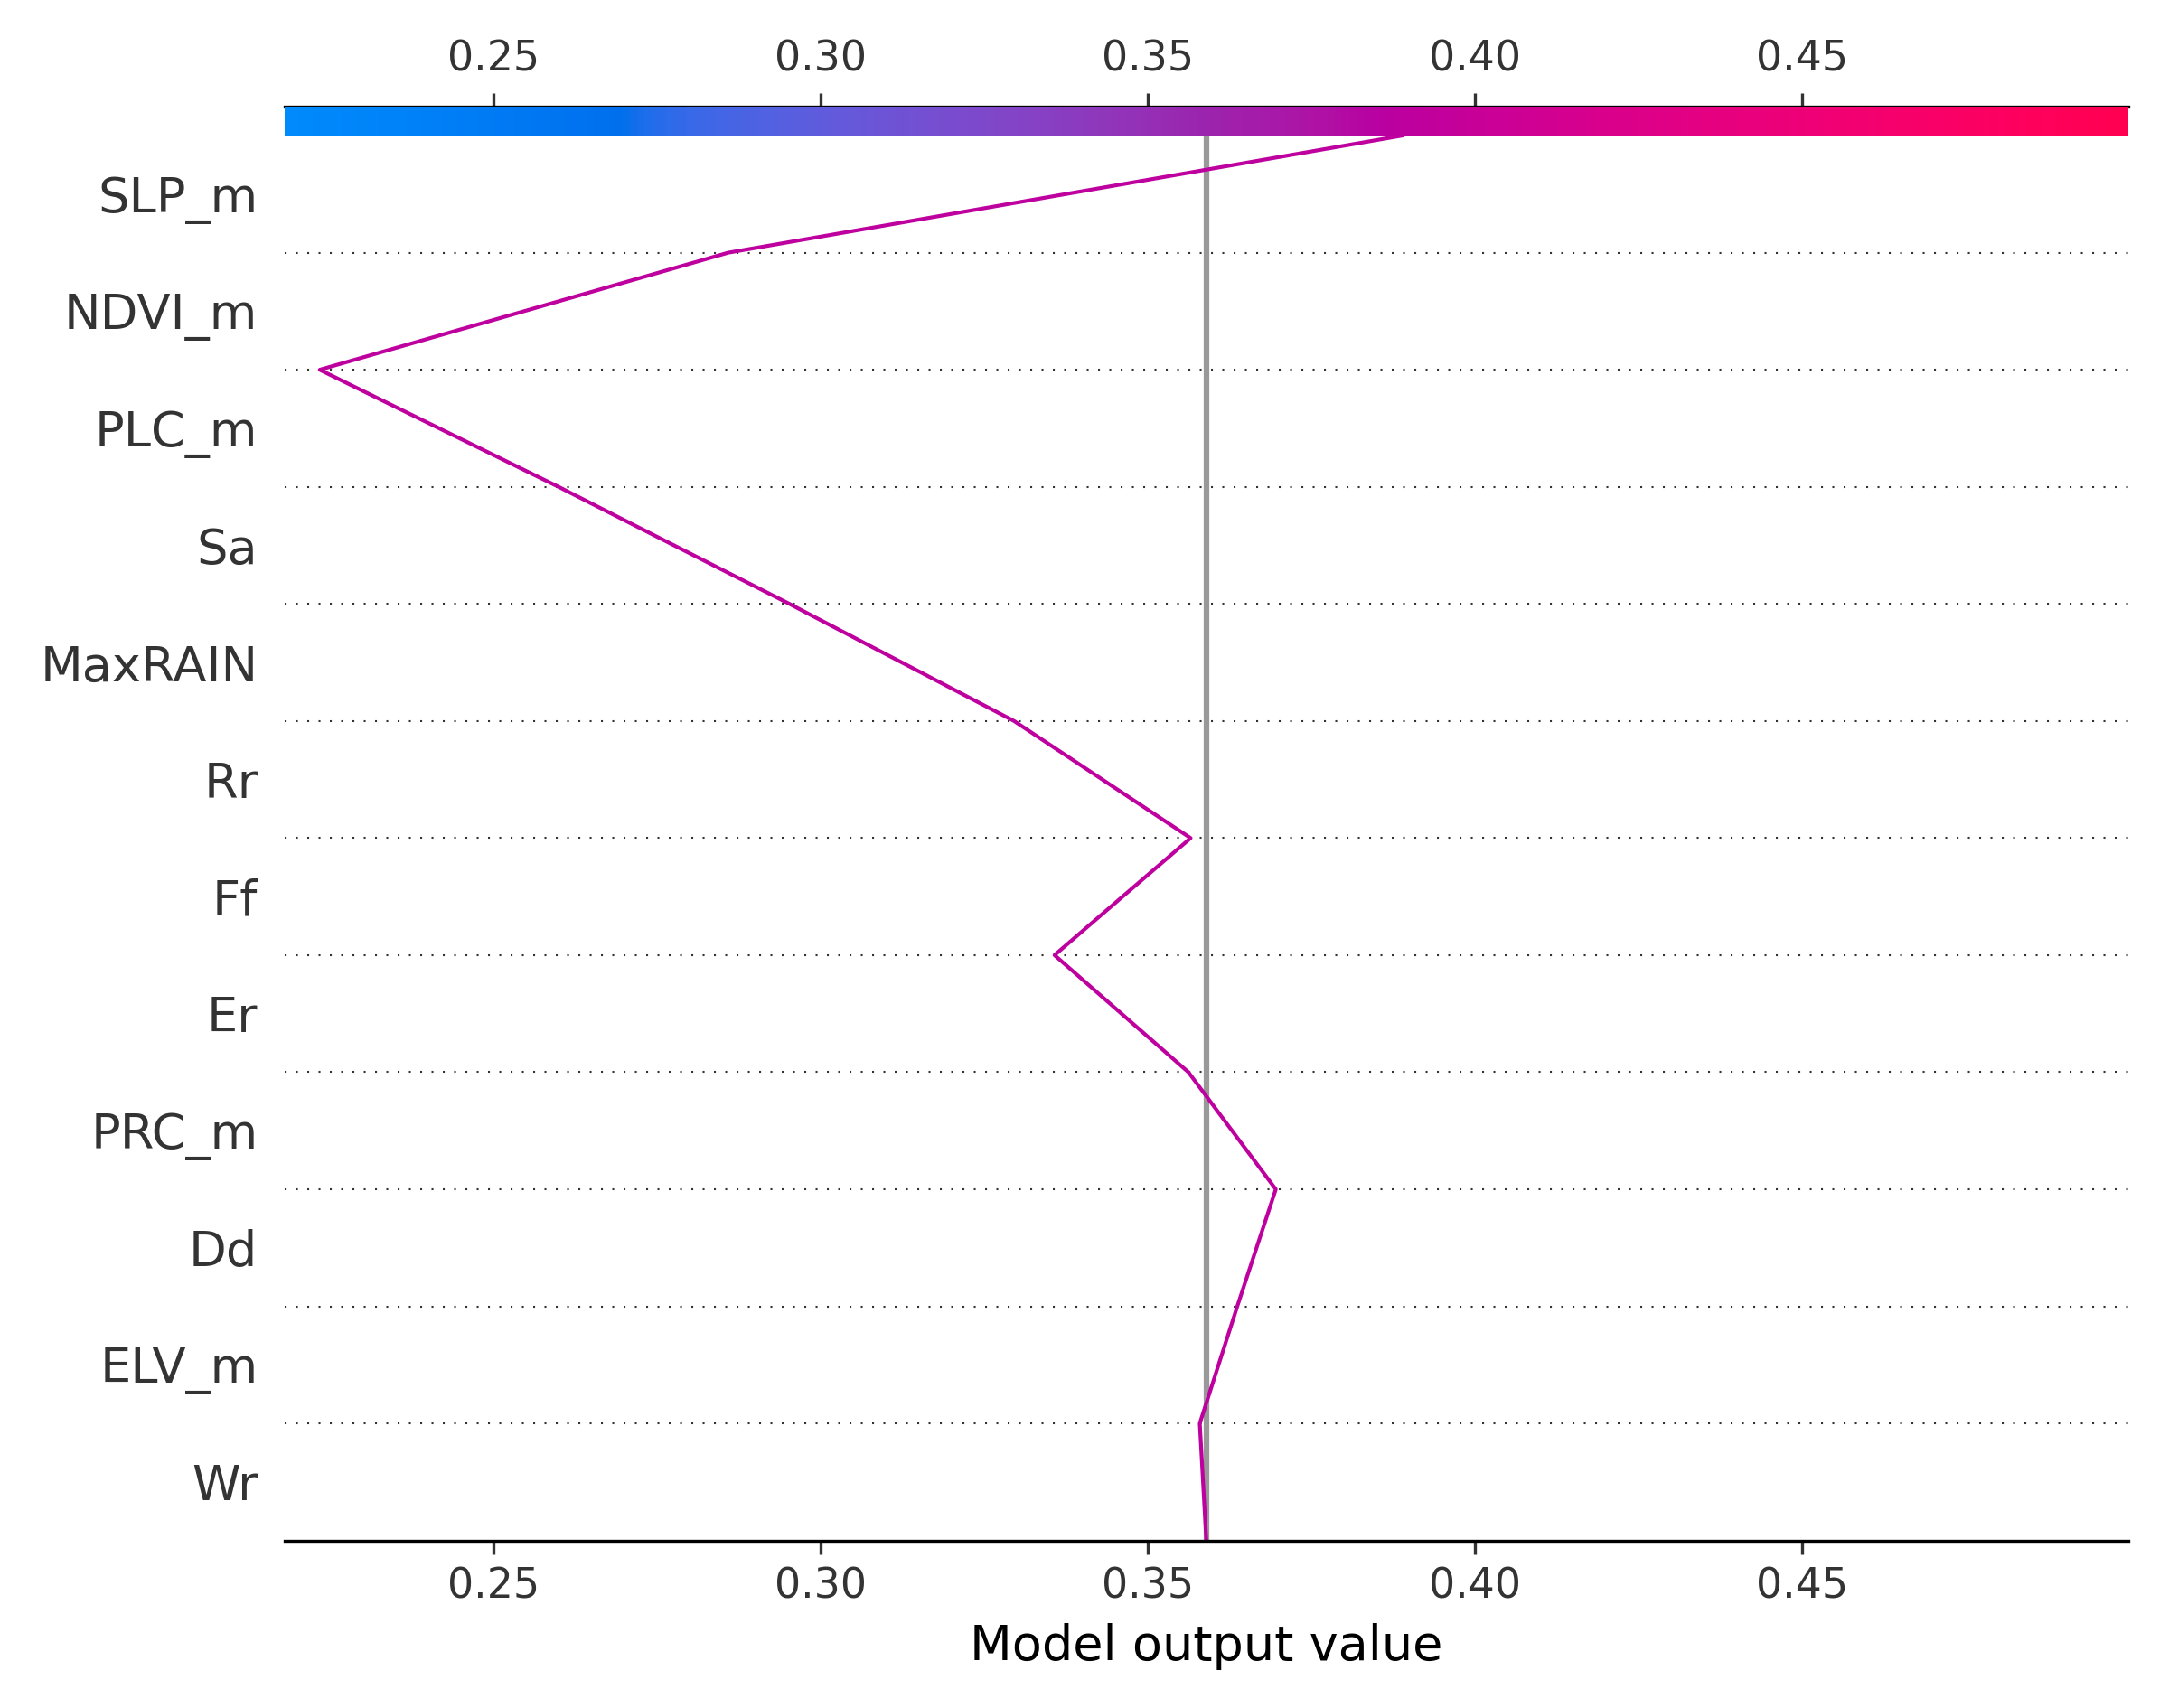 0.25 0.30 0.35 0.40 0.45
SLP_m
NDVI_m
PLC_m
Sa
MaxRAIN
Rr
Ff
Er
PRC_m
Dd
ELV_m
Wr
0.25 0.30 0.35 0.40 0.45
Model output value